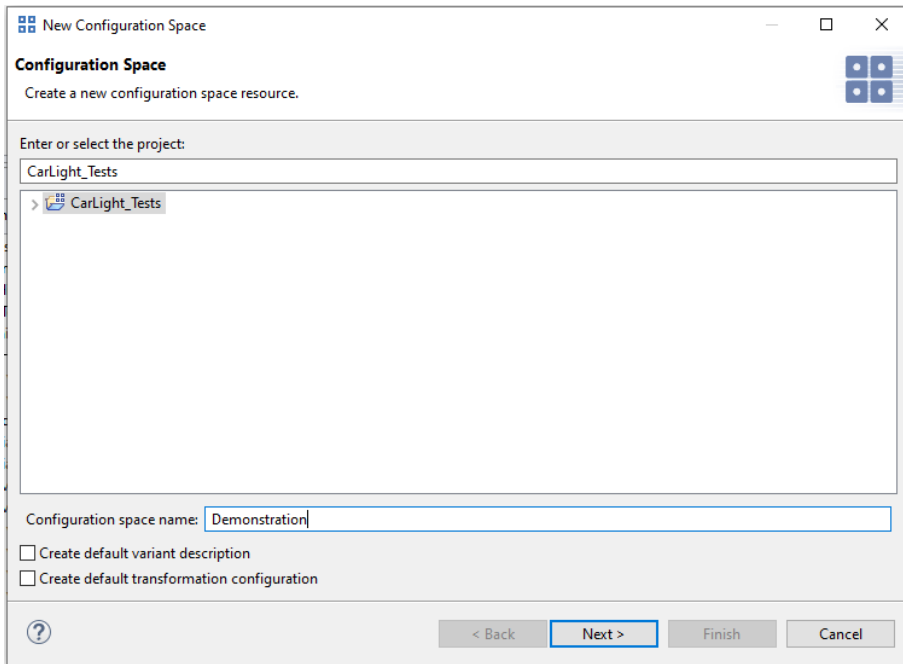 New Configuration Space
Configuration Space
Create a new configuration space resource.
Enter or select the project:
CarLight_Tests
CarLight_Tests
Configuration space name: Demonstration
Create default variant description
Create default transformation configuration
? < Back Next > Finish Cancel